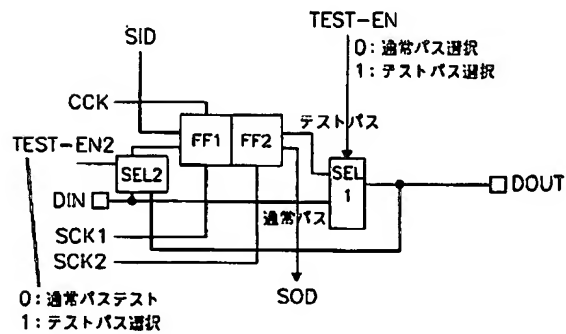 TEST-EN
0:通常パス選択
1:テストパス選択
SID
CCK
テストパス
TEST-EN2
FF1
FF2
SEL2
SEL
1
DIN
DOUT
通常パス
SCK1
SCK2
SOD
0:通常パステスト
1:テストパス選択